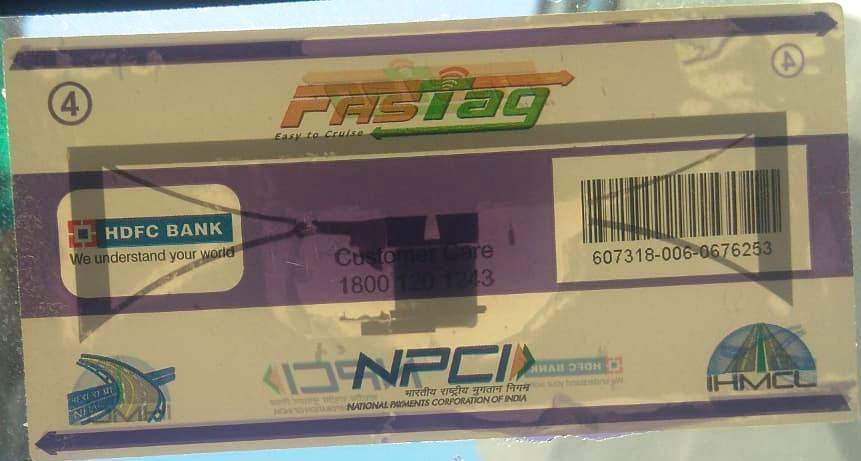 4
4
FASTag
Easy to Cruise
HDFC BANK
We understand your world
Customer Care
1800 120 1243
607318-006-0676253
NPCI
भारतीय राष्ट्रीय भुगतान निगम
NATIONAL PAYMENTS CORPORATION OF INDIA
IHMCL